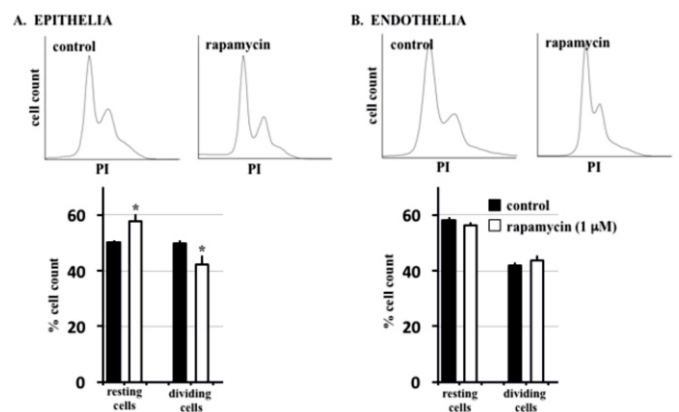 A. EPITHELIA
control
rapamycin
cell count
PI
PI
60
40
20
0
% cell count
* 
*
resting
cells
dividing
cells
B. ENDOTHELIA
control
rapamycin
cell count
PI
PI
control
rapamycin (1 µM)
60
40
20
0
% cell count
resting
cells
dividing
cells